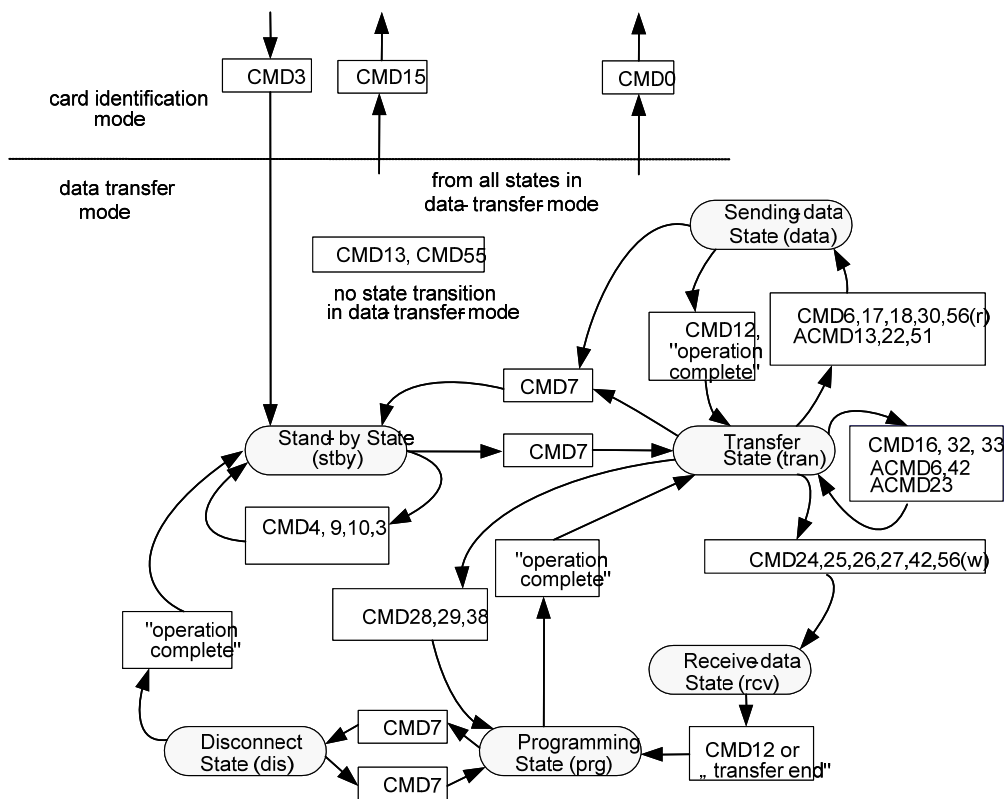 CMD3
CMD15
CMD0
card identification
mode
data transfer
mode
from all states in
data-transfer-mode
Sending-data
State (data)
CMD13, CMD55
no state transition
in data-transfer-mode
CMD12,
"operation
complete"
CMD6,17,18,30,56(r)
ACMD13,22,51
CMD7
Stand-by State
(stby)
CMD7
Transfer
State (tran)
CMD16, 32, 33
ACMD6,42
ACMD23
CMD4, 9,10,3
"operation
complete"
CMD24,25,26,27,42,56(w)
CMD28,29,38
"operation
complete"
Receive-data
State (rcv)
Disconnect
State (dis)
CMD7
CMD7
Programming
State (prg)
CMD12 or
„ transfer end"